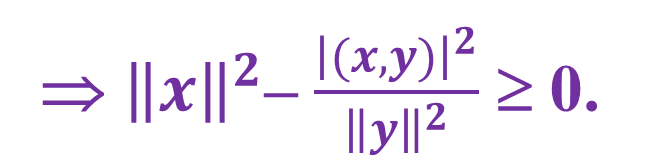 ⇒ ‖x‖² − |(x,y)|² / ‖y‖² ≥ 0.